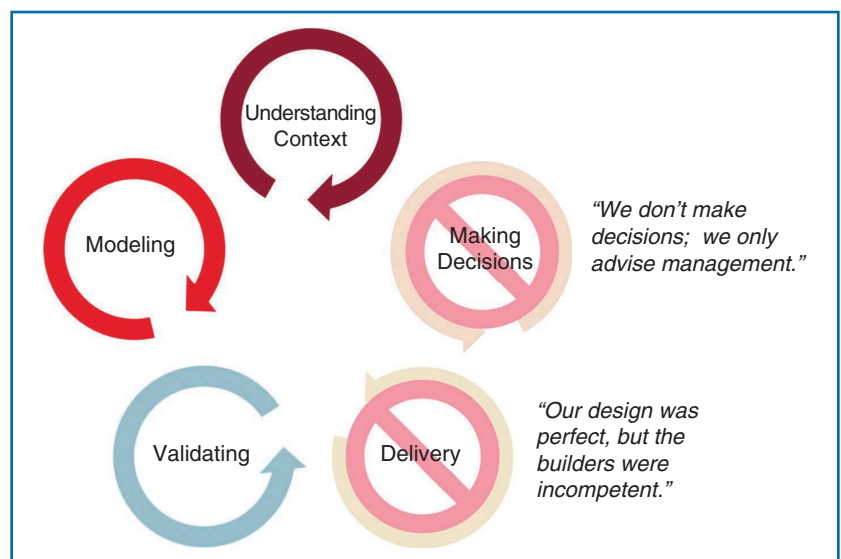 Understanding
Context
Making
Decisions
“We don’t make
decisions; we only
advise management.”
Modeling
Validating
Delivery
“Our design was
perfect, but the
builders were
incompetent.”